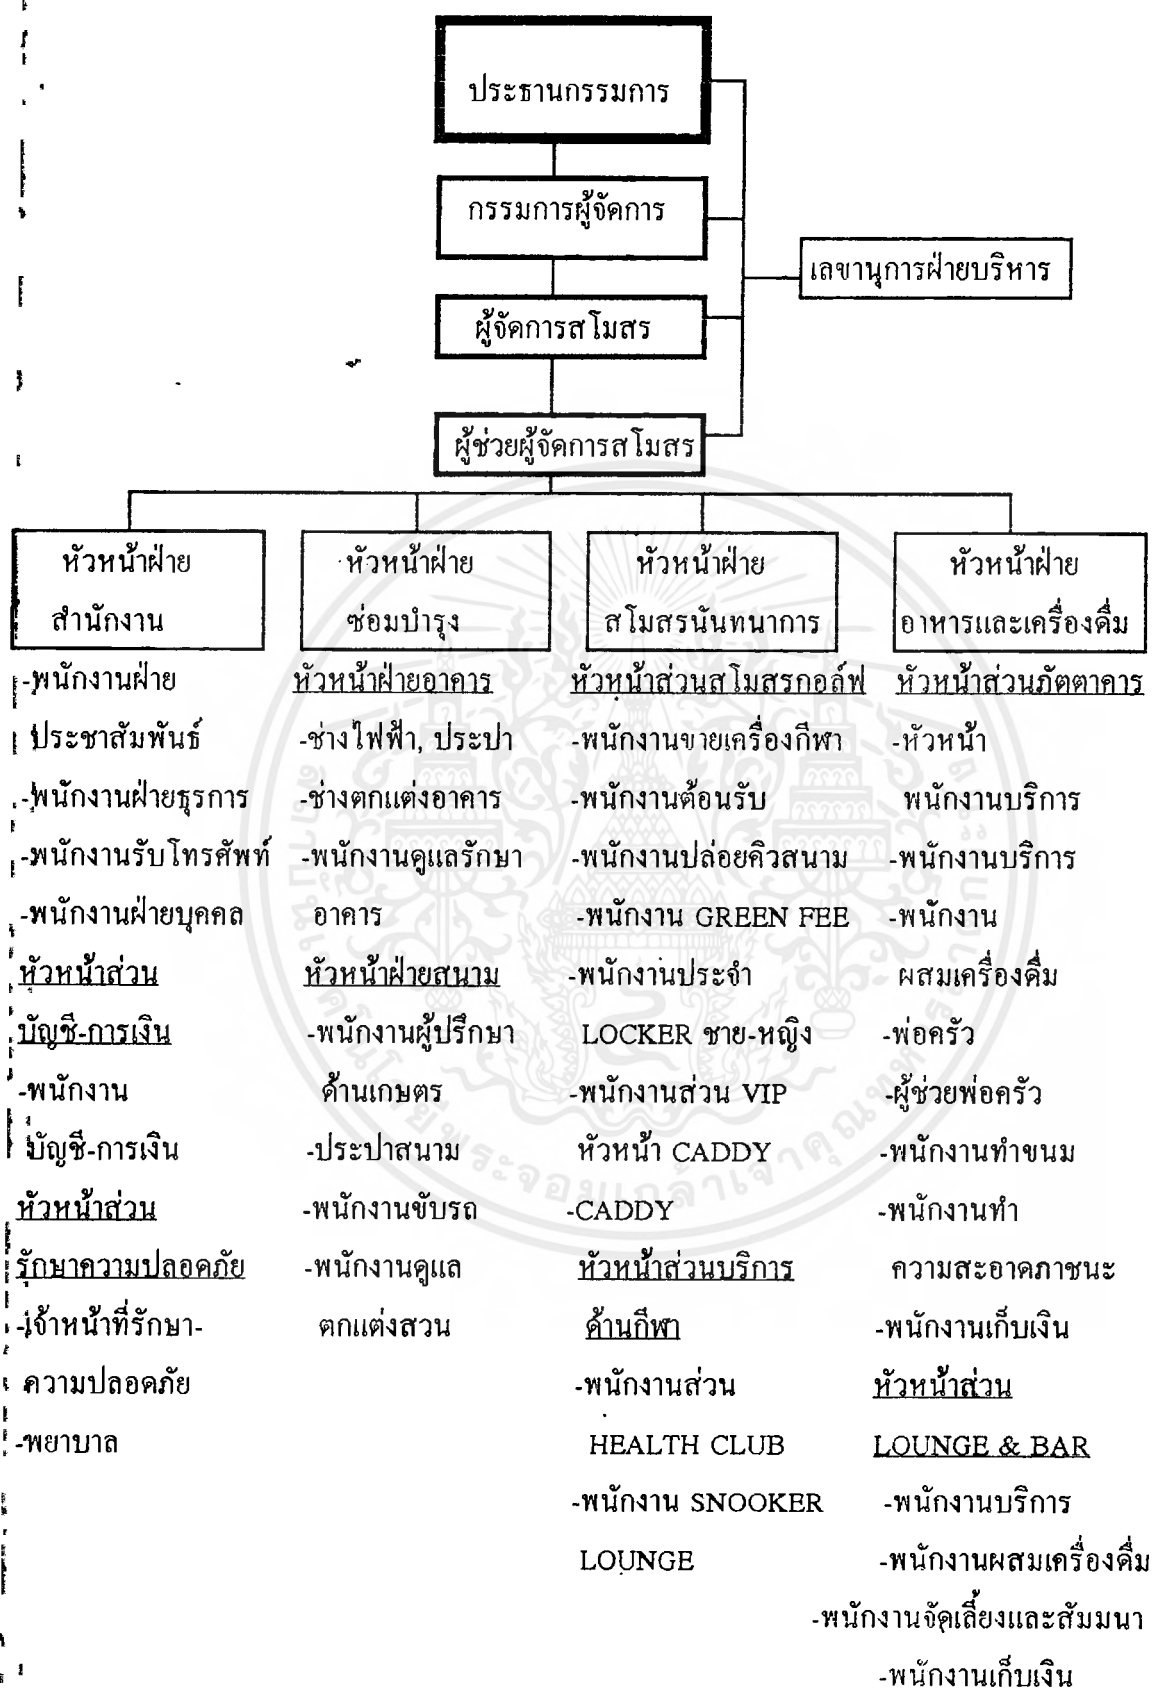 ประธานกรรมการ
กรรมการผู้จัดการ
เลขานุการฝ่ายบริหาร
ผู้จัดการสโมสร
ผู้ช่วยผู้จัดการสโมสร
หัวหน้าฝ่าย
สำนักงาน
-พนักงานฝ่าย
ประชาสัมพันธ์
-พนักงานฝ่ายธุรการ
-พนักงานรับโทรศัพท์
-พนักงานฝ่ายบุคคล
หัวหน้าส่วน
บัญชี-การเงิน
-พนักงาน
บัญชี-การเงิน
หัวหน้าส่วน
รักษาความปลอดภัย
-เจ้าหน้าที่รักษา-
ความปลอดภัย
-พยาบาล
หัวหน้าฝ่าย
ซ่อมบำรุง
หัวหน้าฝ่ายอาคาร
-ช่างไฟฟ้า, ประปา
-ช่างตกแต่งอาคาร
-พนักงานดูแลรักษา
อาคาร
หัวหน้าฝ่ายสนาม
-พนักงานผู้ปรึกษา
ด้านเกษตร
-ประปาสนาม
-พนักงานขับรถ
-พนักงานดูแล
ตกแต่งสวน
หัวหน้าฝ่าย
สโมสรนันทนาการ
หัวหน้าส่วนสโมสรกอล์ฟ
-พนักงานขายเครื่องกีฬา
-พนักงานต้อนรับ
-พนักงานปล่อยคิวสนาม
-พนักงาน GREEN FEE
-พนักงานประจำ
LOCKER ชาย-หญิง
-พนักงานส่วน VIP
หัวหน้า CADDY
-CADDY
หัวหน้าส่วนบริการ
ด้านกีฬา
-พนักงานส่วน
HEALTH CLUB
-พนักงาน SNOOKER
LOUNGE
หัวหน้าฝ่าย
อาหารและเครื่องดื่ม
หัวหน้าส่วนภัตตาคาร
-หัวหน้า
พนักงานบริการ
-พนักงานบริการ
-พนักงาน
ผสมเครื่องดื่ม
-พ่อครัว
-ผู้ช่วยพ่อครัว
-พนักงานทำขนม
-พนักงานทำ
ความสะอาดภาชนะ
-พนักงานเก็บเงิน
หัวหน้าส่วน
LOUNGE & BAR
-พนักงานบริการ
-พนักงานผสมเครื่องดื่ม
-พนักงานจัดเลี้ยงและสัมมนา
-พนักงานเก็บเงิน